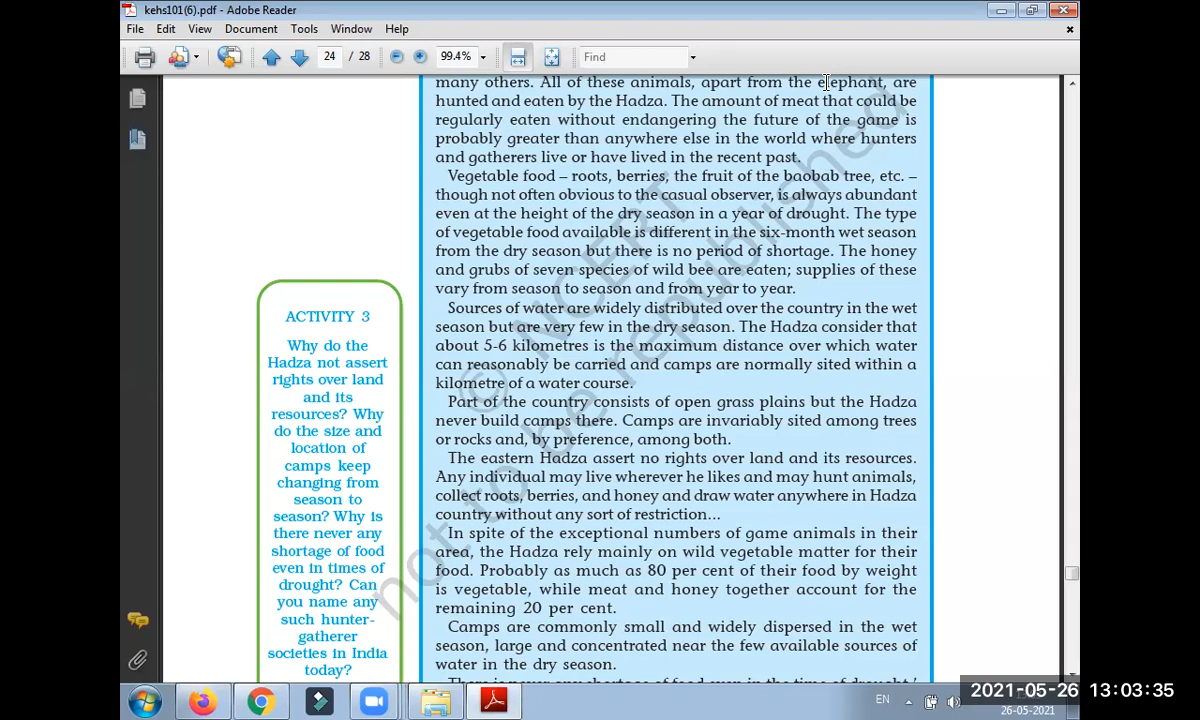 kehs101(6).pdf - Adobe Reader
File Edit View Document Tools Window Help
24 / 28 99.4% Find
many others. All of these animals, apart from the elephant, are
hunted and eaten by the Hadza. The amount of meat that could be
regularly eaten without endangering the future of the game is
probably greater than anywhere else in the world where hunters
and gatherers live or have lived in the recent past.
Vegetable food – roots, berries, the fruit of the baobab tree, etc. –
though not often obvious to the casual observer, is always abundant
even at the height of the dry season in a year of drought. The type
of vegetable food available is different in the six-month wet season
from the dry season but there is no period of shortage. The honey
and grubs of seven species of wild bee are eaten; supplies of these
vary from season to season and from year to year.
Sources of water are widely distributed over the country in the wet
season but are very few in the dry season. The Hadza consider that
about 5-6 kilometres is the maximum distance over which water
can reasonably be carried and camps are normally sited within a
kilometre of a water course.
Part of the country consists of open grass plains but the Hadza
never build camps there. Camps are invariably sited among trees
or rocks and, by preference, among both.
The eastern Hadza assert no rights over land and its resources.
Any individual may live wherever he likes and may hunt animals,
collect roots, berries, and honey and draw water anywhere in Hadza
country without any sort of restriction...
In spite of the exceptional numbers of game animals in their
area, the Hadza rely mainly on wild vegetable matter for their
food. Probably as much as 80 per cent of their food by weight
is vegetable, while meat and honey together account for the
remaining 20 per cent.
Camps are commonly small and widely dispersed in the wet
season, large and concentrated near the few available sources of
water in the dry season.
There is never any shortage of food even in the time of drought.'
ACTIVITY 3
Why do the
Hadza not assert
rights over land
and its
resources? Why
do the size and
location of
camps keep
changing from
season to
season? Why is
there never any
shortage of food
even in times of
drought? Can
you name any
such hunter-
gatherer
societies in India
today?
© NCERT
not to be republished
EN
2021-05-26 13:03:35
26-05-2021